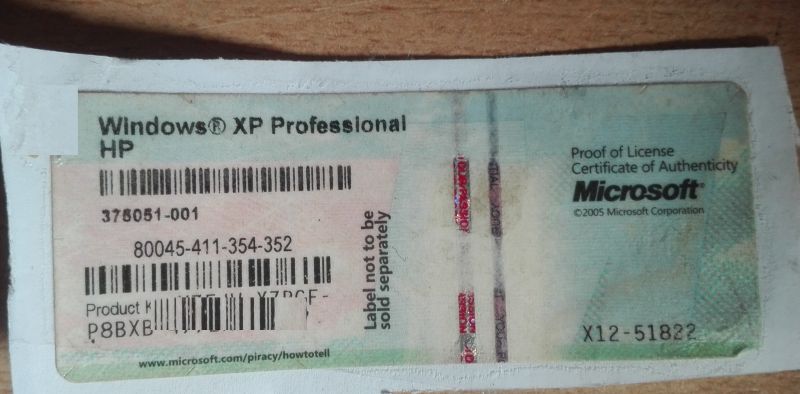 Windows® XP Professional
HP
375051-001
80045-411-354-352
Product K
P8BXB
www.microsoft.com/piracy/howtotell
Label not to be
sold separately
Proof of License
Certificate of Authenticity
Microsoft®
©2005 Microsoft Corporation
X12-51822